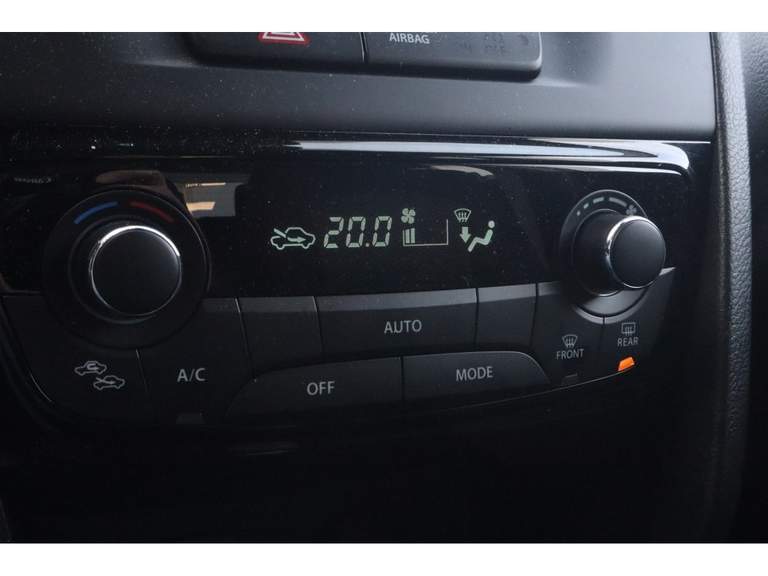 AIRBAG
20.0
AUTO
A/C
OFF
MODE
FRONT
REAR